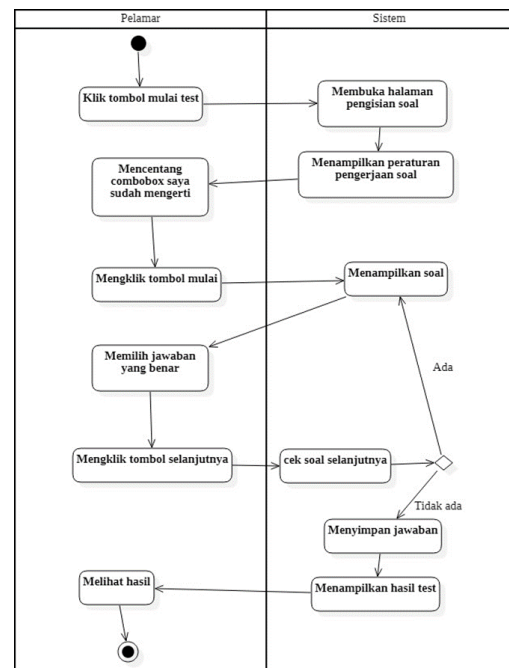 Pelamar
Sistem
Klik tombol mulai test
Membuka halaman
pengisian soal
Menampilkan peraturan
pengerjaan soal
Mencentang
combobox saya
sudah mengerti
Mengklik tombol mulai
Menampilkan soal
Memilih jawaban
yang benar
Ada
Mengklik tombol selanjutnya
cek soal selanjutnya
Tidak ada
Menyimpan jawaban
Menampilkan hasil test
Melihat hasil